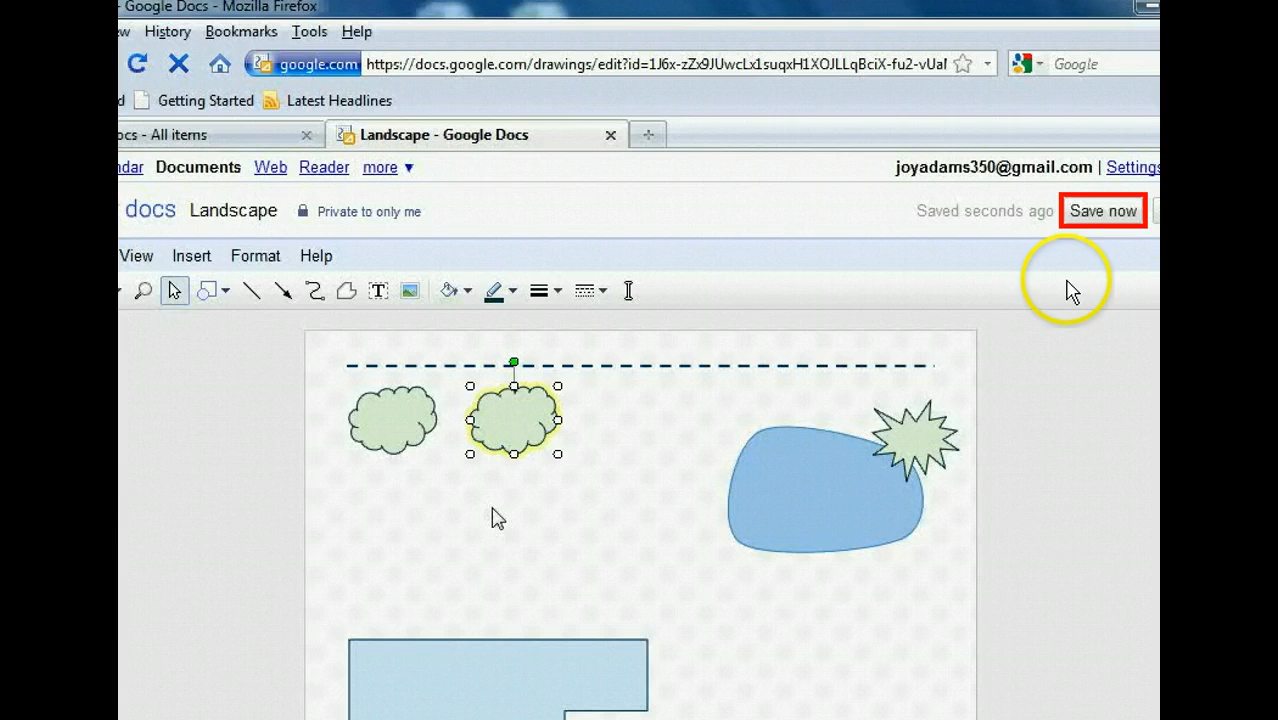 - Google Docs - Mozilla Firefox
History Bookmarks Tools Help
google.com https://docs.google.com/drawings/edit?id=1J6x-zZx9JUwcLx1suqxH1XOJLLqBciX-fu2-vUaM Google
Getting Started Latest Headlines
ocs - All items Landscape - Google Docs
ndar Documents Web Reader more joyadams350@gmail.com | Settings
docs Landscape Private to only me Saved seconds ago Save now
View Insert Format Help
T